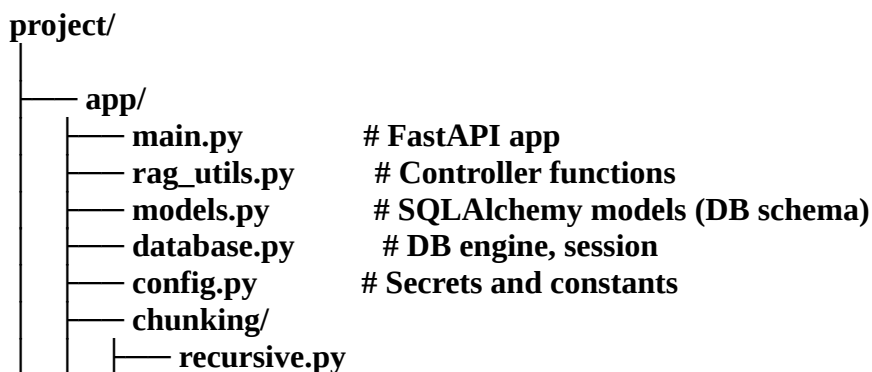 project/
app/
main.py # FastAPI app
rag_utils.py # Controller functions
models.py # SQLAlchemy models (DB schema)
database.py # DB engine, session
config.py # Secrets and constants
chunking/
recursive.py